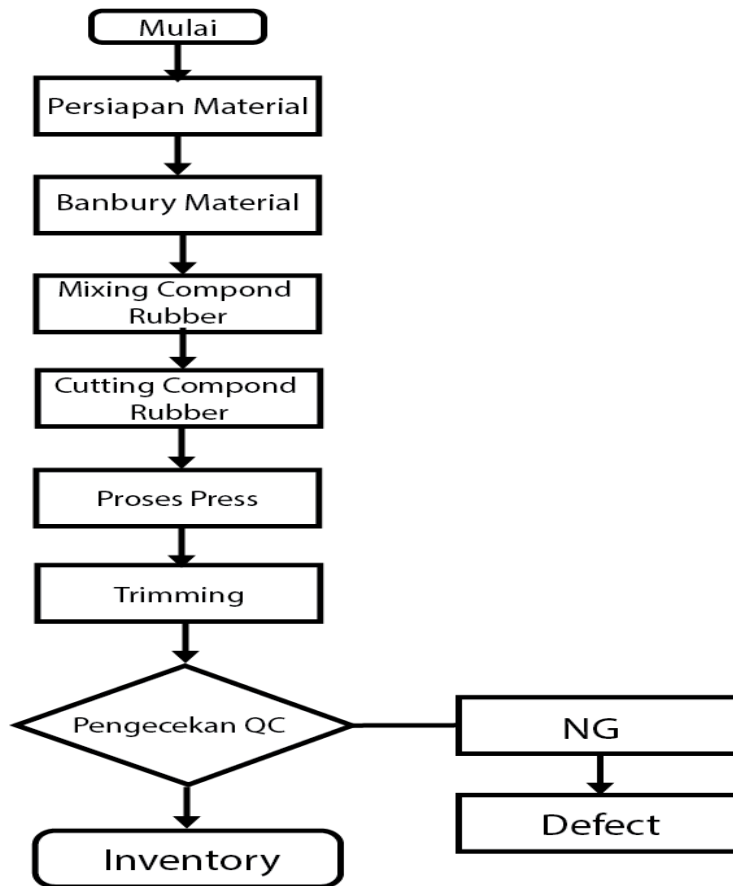 Mulai
Persiapan Material
Banbury Material
Mixing Compond
Rubber
Cutting Compond
Rubber
Proses Press
Trimming
Pengecekan QC
NG
Defect
Inventory